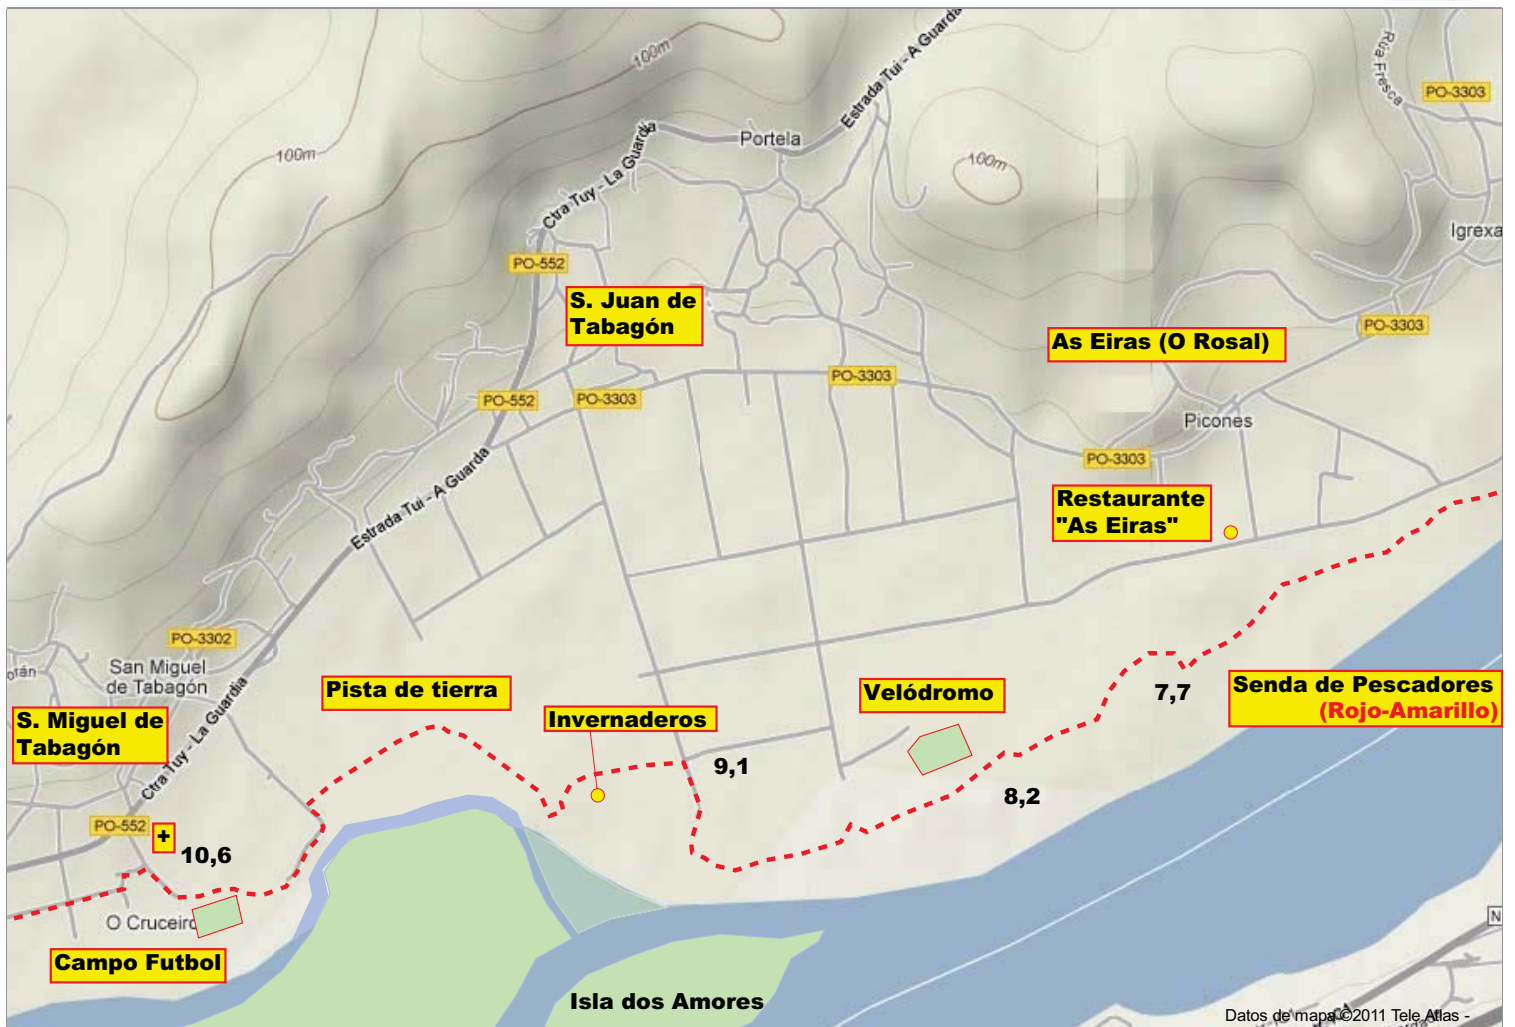 100m
Estrada Tui - A Guarda
Rúa Fresca
PO-3303
Portela
100m
100m
Ctra Tuy - La Guardia
Igrexa
PO-552
S. Juan de
Tabagón
As Eiras (O Rosal)
PO-3303
PO-3303
PO-552
PO-3303
Picones
PO-3303
Estrada Tui - A Guarda
Restaurante
"As Eiras"
PO-3302
San Miguel
de Tabagón
Pista de tierra
Velódromo
7,7
Senda de Pescadores
(Rojo-Amarillo)
S. Miguel de
Tabagón
Invernaderos
Ctra Tuy - La Guardia
9,1
8,2
PO-552
+
10,6
O Cruceiro
N
Campo Futbol
Isla dos Amores
Datos de mapa ©2011 Tele Atlas -